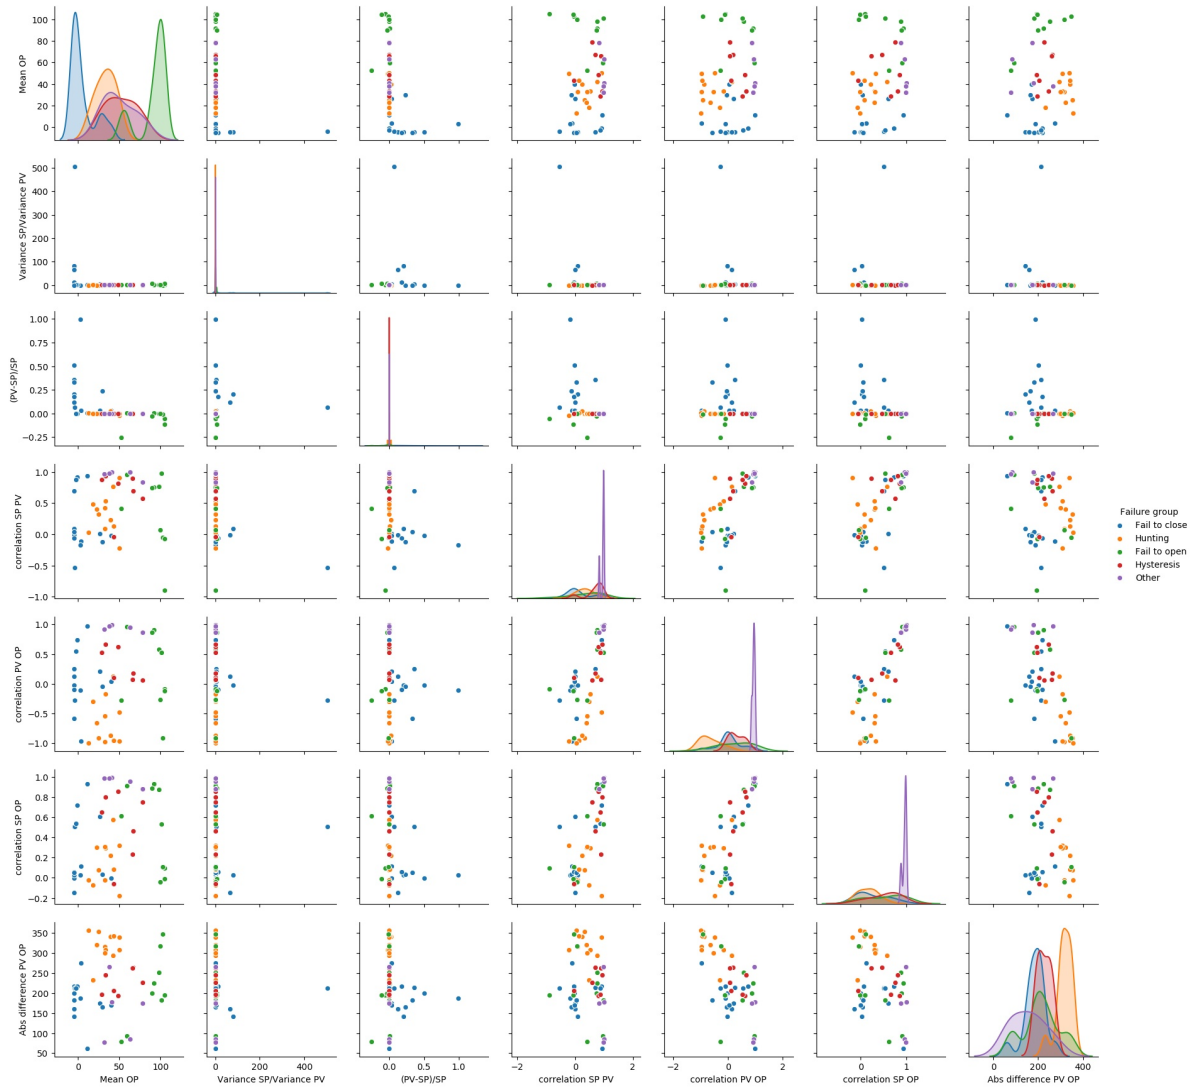 Mean OP
100
80
60
40
20
0
Variance SP/Variance PV
500
400
300
200
100
0
(PV-SP)/SP
1.00
0.75
0.50
0.25
0.00
−0.25
correlation SP PV
1.0
0.5
0.0
−0.5
−1.0
Failure group
Fail to close
Hunting
Fail to open
Hysteresis
Other
correlation PV OP
1.0
0.5
0.0
−0.5
−1.0
correlation SP OP
1.0
0.8
0.6
0.4
0.2
0.0
−0.2
Abs difference PV OP
350
300
250
200
150
100
50
0 50 100
0 200 400
0.0 0.5 1.0
−2 0 2
−2 0 2
0 1
0 200 400
Mean OP
Variance SP/Variance PV
(PV-SP)/SP
correlation SP PV
correlation PV OP
correlation SP OP
Abs difference PV OP